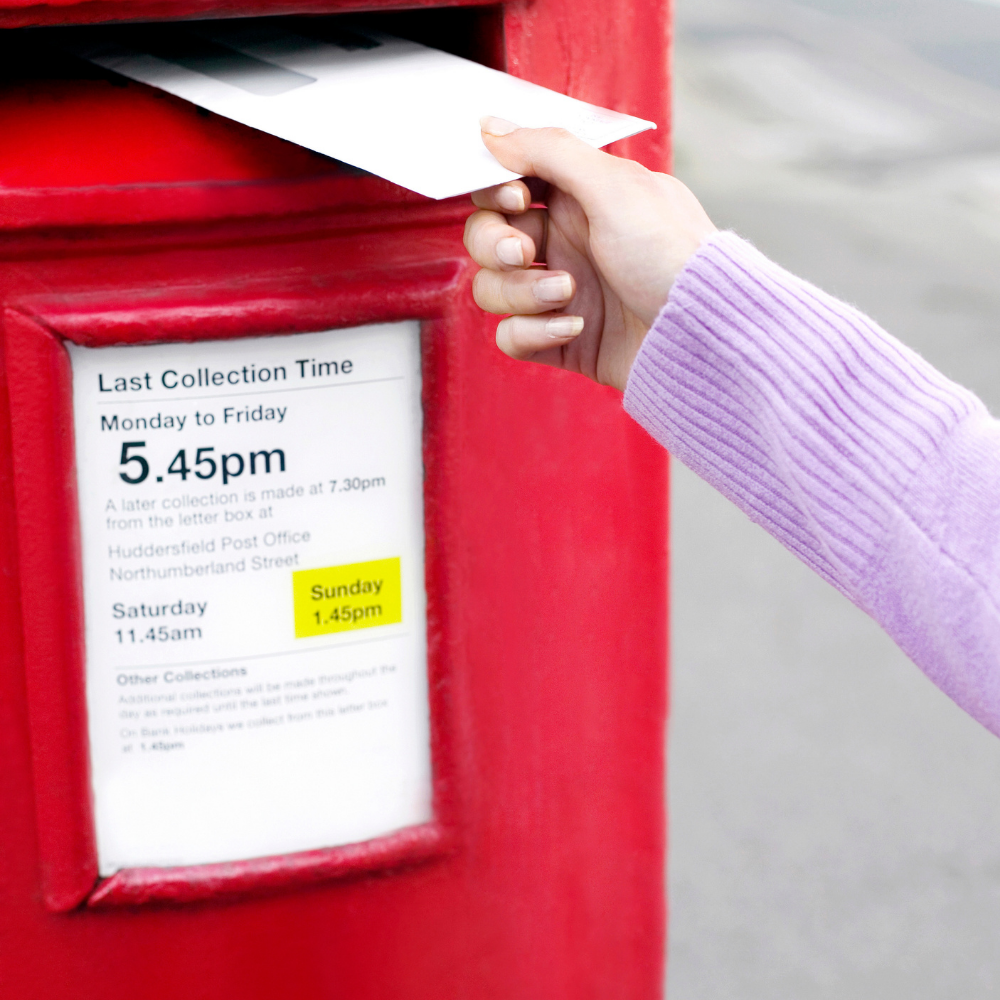 Last Collection Time
Monday to Friday
5.45pm
A later collection is made at 7.30pm
from the letter box at
Huddersfield Post Office
Northumberland Street
Saturday
11.45am
Sunday
1.45pm
Other Collections
Additional collections will be made throughout the
day as required until the last time shown.
On Bank Holidays we collect from this letter box
at 1.45pm